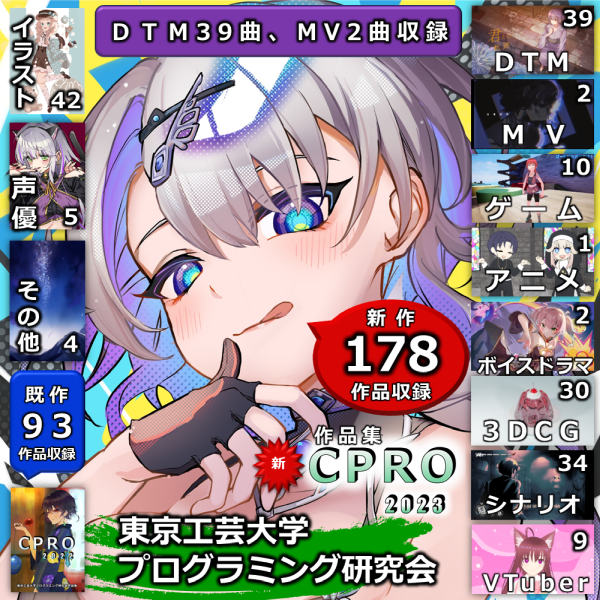 DTM39曲、MV2曲収録
イラスト
42
声優
5
その他
4
既作
93
作品収録
CPRO
2022
39
DTM
2
MV
10
ゲーム
1
アニメ
2
ボイスドラマ
30
3DCG
34
シナリオ
9
VTuber
新作
178
作品収録
新
作品集
CPRO
2023
東京工芸大学
プログラミング研究会